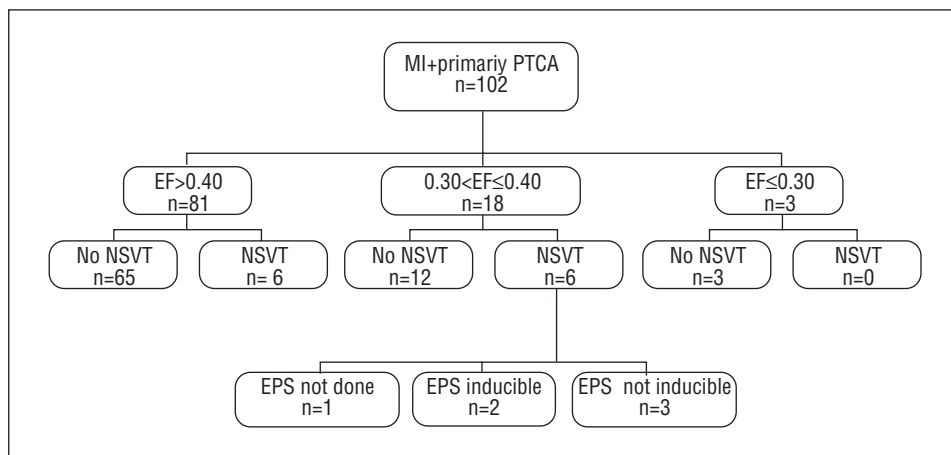 MI+primariy PTCA
n=102
EF>0.40
n=81
0.30<EF≤0.40
n=18
EF≤0.30
n=3
No NSVT
n=65
NSVT
n= 6
No NSVT
n=12
NSVT
n=6
No NSVT
n=3
NSVT
n=0
EPS not done
n=1
EPS inducible
n=2
EPS  not inducible
n=3